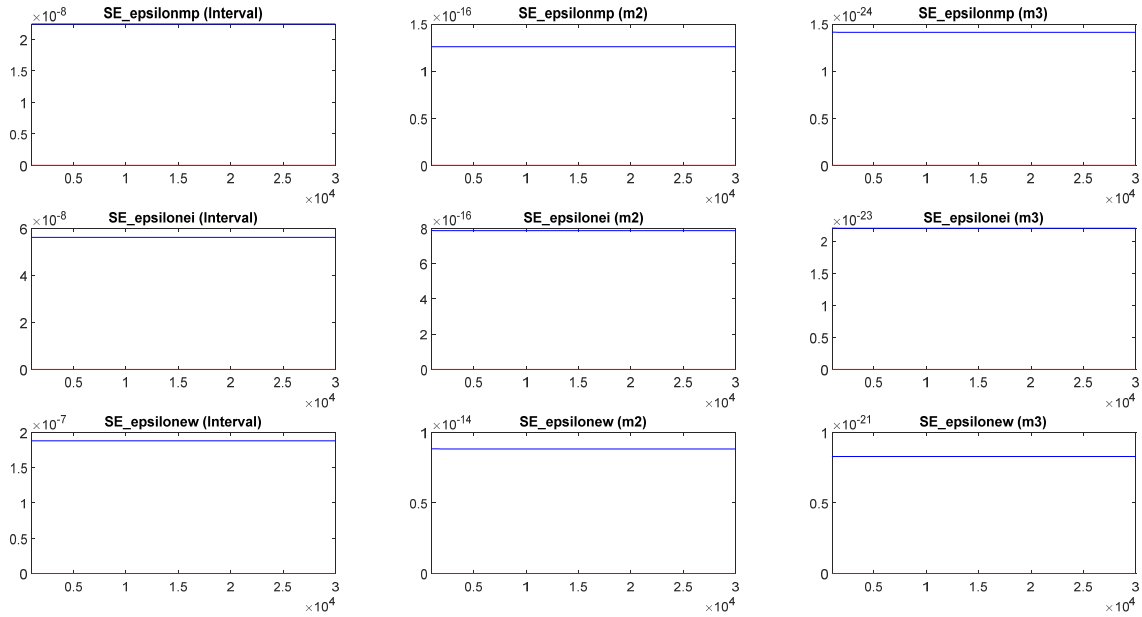 ×10-8 SE_epsilonmp (Interval)
2
1.5
1
0.5
0
0.5 1 1.5 2 2.5 3
×104
×10-16 SE_epsilonmp (m2)
1.5
1
0.5
0
0.5 1 1.5 2 2.5 3
×104
×10-24 SE_epsilonmp (m3)
1.5
1
0.5
0
0.5 1 1.5 2 2.5 3
×104
×10-8 SE_epsilonei (Interval)
6
4
2
0
0.5 1 1.5 2 2.5 3
×104
×10-16 SE_epsilonei (m2)
8
6
4
2
0
0.5 1 1.5 2 2.5 3
×104
×10-23 SE_epsilonei (m3)
2
1.5
1
0.5
0
0.5 1 1.5 2 2.5 3
×104
×10-7 SE_epsilonew (Interval)
2
1.5
1
0.5
0
0.5 1 1.5 2 2.5 3
×104
×10-14 SE_epsilonew (m2)
1
0.5
0
0.5 1 1.5 2 2.5 3
×104
×10-21 SE_epsilonew (m3)
1
0.5
0
0.5 1 1.5 2 2.5 3
×104